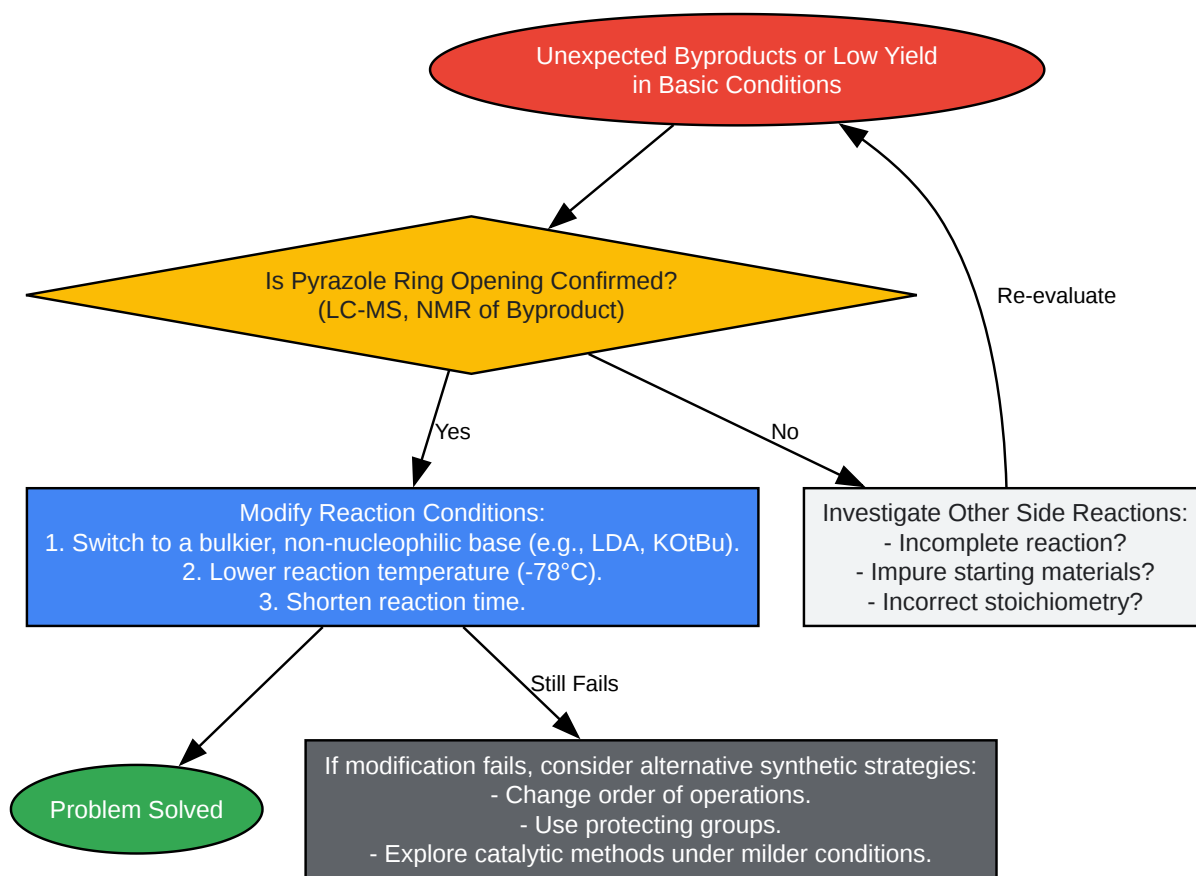 Unexpected Byproducts or Low Yield
in Basic Conditions
Is Pyrazole Ring Opening Confirmed?
(LC-MS, NMR of Byproduct)
Re-evaluate
Yes
No
Modify Reaction Conditions:
1. Switch to a bulkier, non-nucleophilic base (e.g., LDA, KOtBu).
2. Lower reaction temperature (-78°C).
3. Shorten reaction time.
Investigate Other Side Reactions:
- Incomplete reaction?
- Impure starting materials?
- Incorrect stoichiometry?
Still Fails
Problem Solved
If modification fails, consider alternative synthetic strategies:
- Change order of operations.
- Use protecting groups.
- Explore catalytic methods under milder conditions.